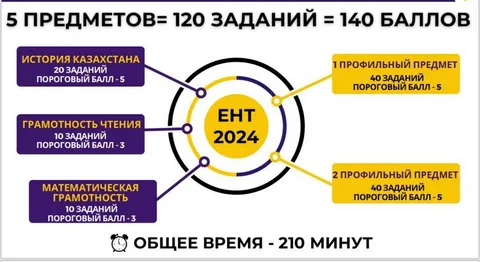 5 ПРЕДМЕТОВ= 120 ЗАДАНИЙ = 140 БАЛЛОВ
ИСТОРИЯ КАЗАХСТАНА
20 ЗАДАНИЙ
ПОРОГОВЫЙ БАЛЛ - 5
ГРАМОТНОСТЬ ЧТЕНИЯ
10 ЗАДАНИЙ
ПОРОГОВЫЙ БАЛЛ - 3
МАТЕМАТИЧЕСКАЯ
ГРАМОТНОСТЬ
10 ЗАДАНИЙ
ПОРОГОВЫЙ БАЛЛ - 3
ЕНТ
2024
1 ПРОФИЛЬНЫЙ ПРЕДМЕТ
40 ЗАДАНИЙ
ПОРОГОВЫЙ БАЛЛ - 5
2 ПРОФИЛЬНЫЙ ПРЕДМЕТ
40 ЗАДАНИЙ
ПОРОГОВЫЙ БАЛЛ - 5
ОБЩЕЕ ВРЕМЯ - 210 МИНУТ